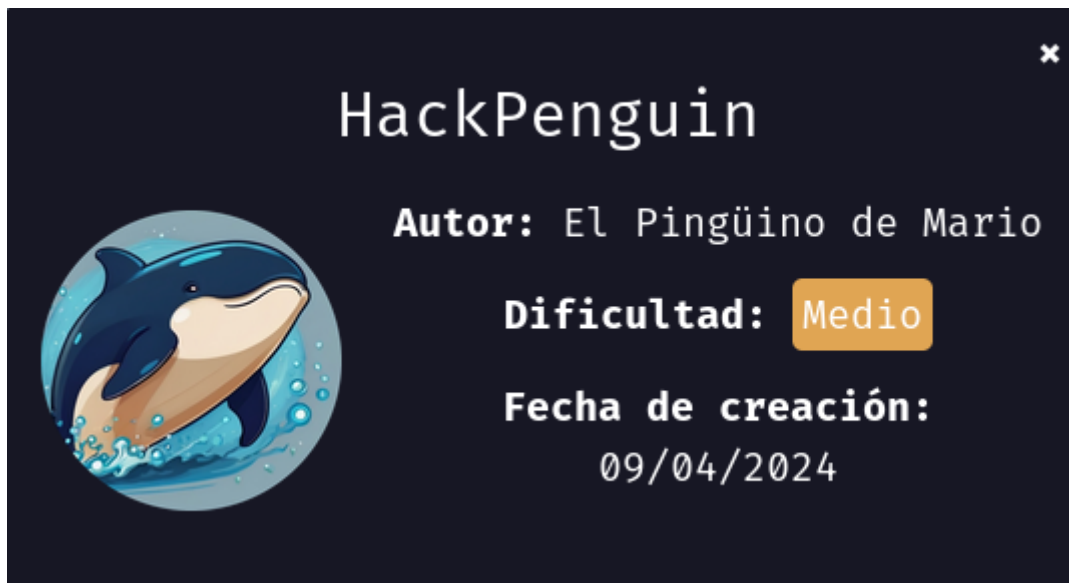 ×
HackPenguin
Autor: El Pingüino de Mario
Dificultad: Medio
Fecha de creación:
09/04/2024